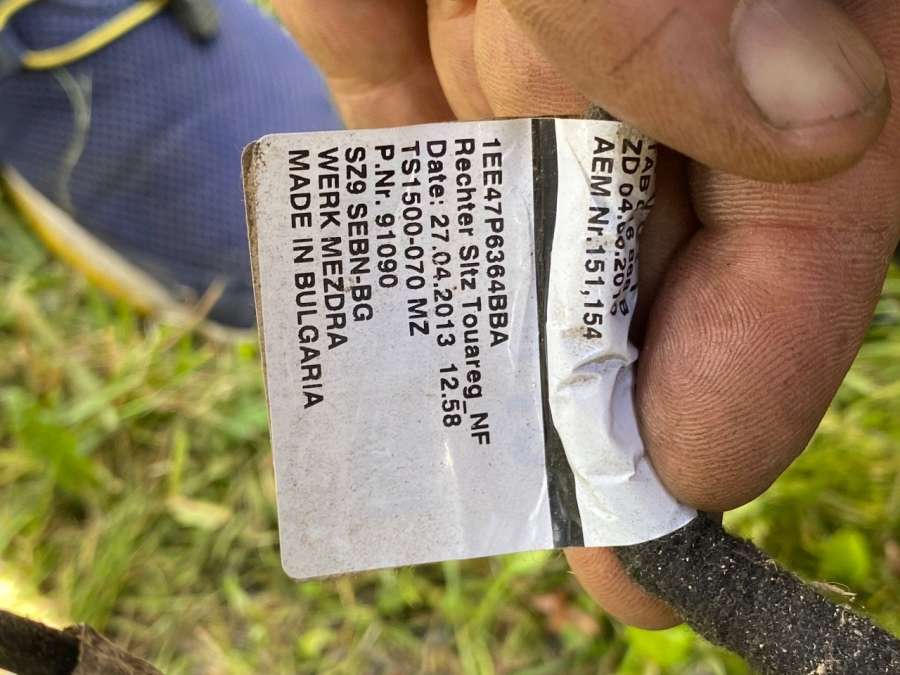 AEM Nr.151,154
1EE47P6364BBA
Rechter Sitz Touareg_NF
Date: 27.04.2013 12.58
TS1500-070 MZ
P.Nr. 91090
SZ9 SEBN-BG
WERK MEZDRA
MADE IN BULGARIA